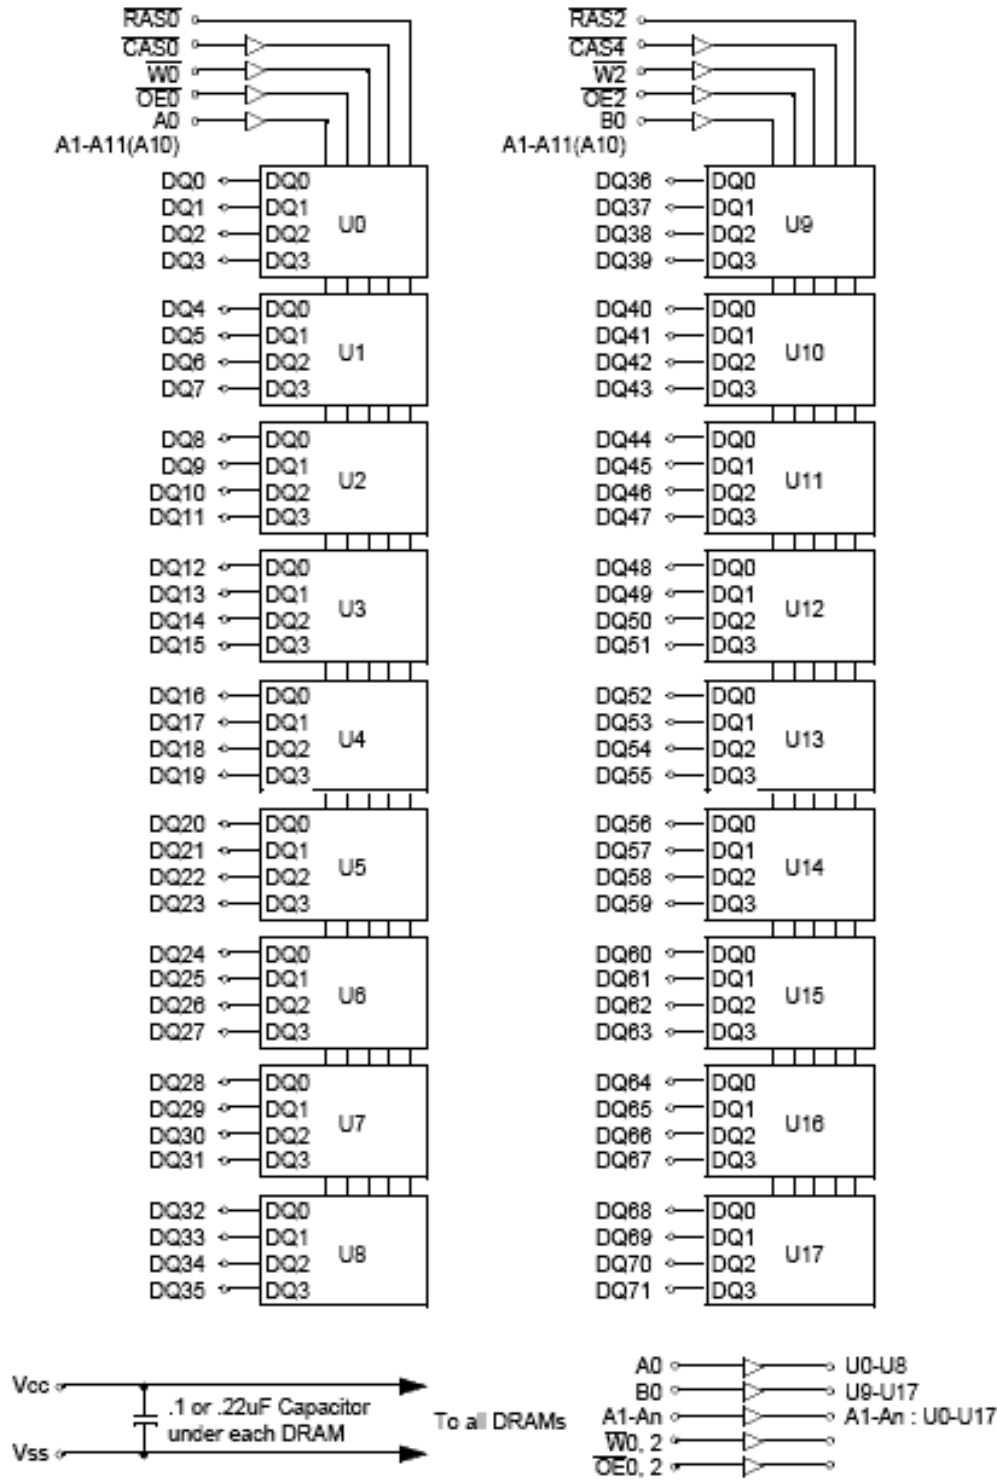 RAS0
CAS0
W0
OE0
A0
A1-A11(A10)
DQ0 DQ0
DQ1 DQ1
DQ2 DQ2
DQ3 DQ3
U0
DQ4 DQ0
DQ5 DQ1
DQ6 DQ2
DQ7 DQ3
U1
DQ8 DQ0
DQ9 DQ1
DQ10 DQ2
DQ11 DQ3
U2
DQ12 DQ0
DQ13 DQ1
DQ14 DQ2
DQ15 DQ3
U3
DQ16 DQ0
DQ17 DQ1
DQ18 DQ2
DQ19 DQ3
U4
DQ20 DQ0
DQ21 DQ1
DQ22 DQ2
DQ23 DQ3
U5
DQ24 DQ0
DQ25 DQ1
DQ26 DQ2
DQ27 DQ3
U6
DQ28 DQ0
DQ29 DQ1
DQ30 DQ2
DQ31 DQ3
U7
DQ32 DQ0
DQ33 DQ1
DQ34 DQ2
DQ35 DQ3
U8
RAS2
CAS4
W2
OE2
B0
A1-A11(A10)
DQ36 DQ0
DQ37 DQ1
DQ38 DQ2
DQ39 DQ3
U9
DQ40 DQ0
DQ41 DQ1
DQ42 DQ2
DQ43 DQ3
U10
DQ44 DQ0
DQ45 DQ1
DQ46 DQ2
DQ47 DQ3
U11
DQ48 DQ0
DQ49 DQ1
DQ50 DQ2
DQ51 DQ3
U12
DQ52 DQ0
DQ53 DQ1
DQ54 DQ2
DQ55 DQ3
U13
DQ56 DQ0
DQ57 DQ1
DQ58 DQ2
DQ59 DQ3
U14
DQ60 DQ0
DQ61 DQ1
DQ62 DQ2
DQ63 DQ3
U15
DQ64 DQ0
DQ65 DQ1
DQ66 DQ2
DQ67 DQ3
U16
DQ68 DQ0
DQ69 DQ1
DQ70 DQ2
DQ71 DQ3
U17
Vcc
.1 or .22uF Capacitor
under each DRAM
Vss
To all DRAMs
A0 U0-U8
B0 U9-U17
A1-An A1-An : U0-U17
W0, 2
OE0, 2